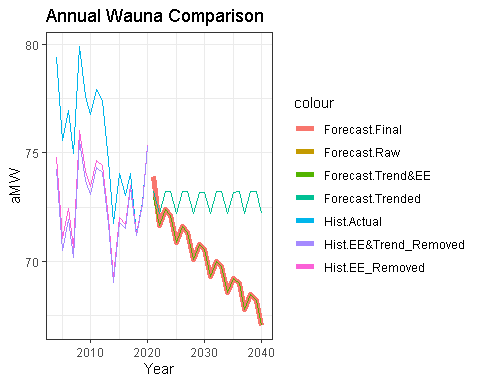 Annual Wauna Comparison
80
75
70
aMW
2010
2020
2030
2040
Year
colour
Forecast.Final
Forecast.Raw
Forecast.Trend&EE
Forecast.Trended
Hist.Actual
Hist.EE&Trend_Removed
Hist.EE_Removed